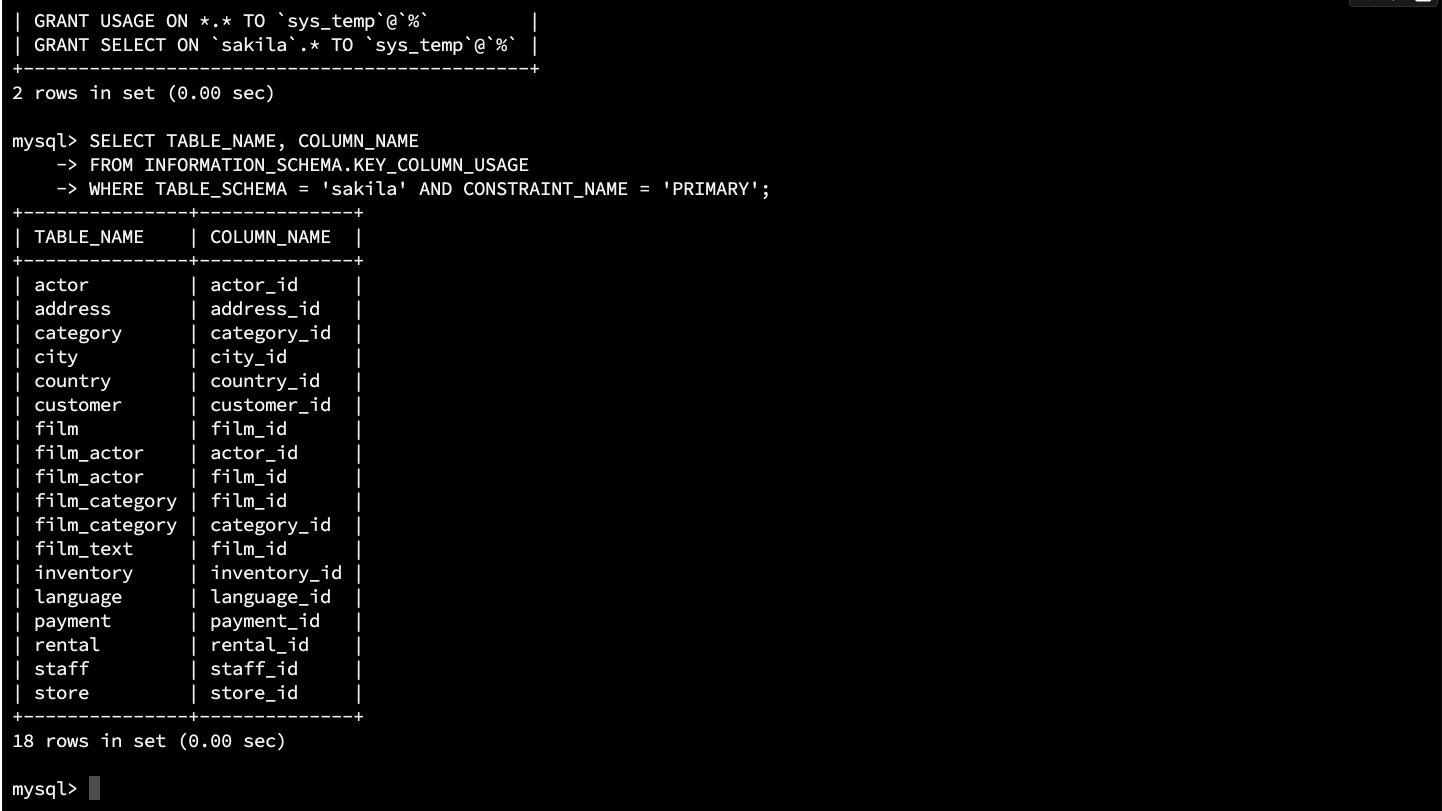 | GRANT USAGE ON *.* TO `sys_temp`@`%`         |
| GRANT SELECT ON `sakila`.* TO `sys_temp`@`%` |
+----------------------------------------------+
2 rows in set (0.00 sec)

mysql> SELECT TABLE_NAME, COLUMN_NAME
    -> FROM INFORMATION_SCHEMA.KEY_COLUMN_USAGE
    -> WHERE TABLE_SCHEMA = 'sakila' AND CONSTRAINT_NAME = 'PRIMARY';
+---------------+--------------+
| TABLE_NAME    | COLUMN_NAME  |
+---------------+--------------+
| actor         | actor_id     |
| address       | address_id   |
| category      | category_id  |
| city          | city_id      |
| country       | country_id   |
| customer      | customer_id  |
| film          | film_id      |
| film_actor    | actor_id     |
| film_actor    | film_id      |
| film_category | film_id      |
| film_category | category_id  |
| film_text     | film_id      |
| inventory     | inventory_id |
| language      | language_id  |
| payment       | payment_id   |
| rental        | rental_id    |
| staff         | staff_id     |
| store         | store_id     |
+---------------+--------------+
18 rows in set (0.00 sec)

mysql>